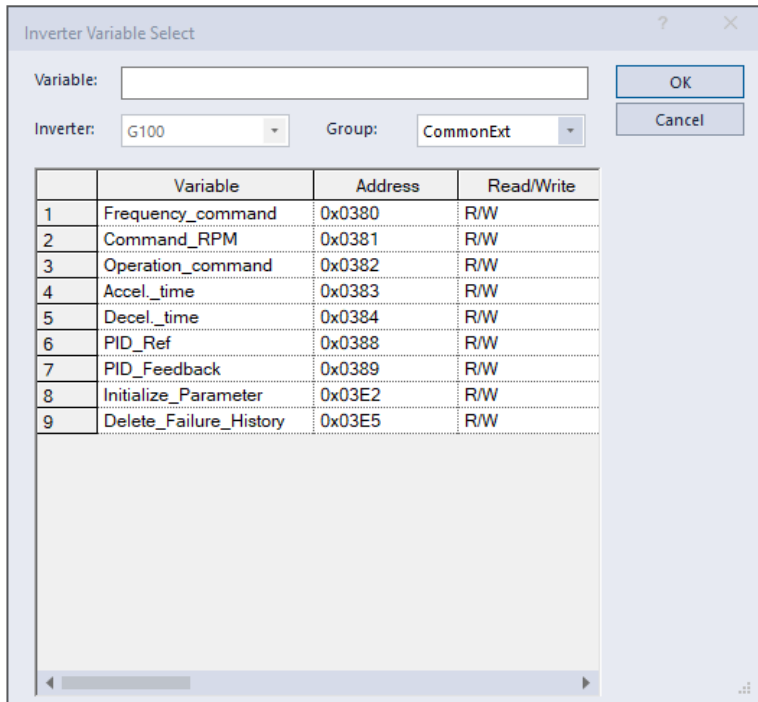 Inverter Variable Select ?
Variable: OK
Inverter: G100 Group: CommonExt Cancel
Variable Address Read/Write
1 Frequency_command 0x0380 R/W
2 Command_RPM 0x0381 R/W
3 Operation_command 0x0382 R/W
4 Accel._time 0x0383 R/W
5 Decel._time 0x0384 R/W
6 PID_Ref 0x0388 R/W
7 PID_Feedback 0x0389 R/W
8 Initialize_Parameter 0x03E2 R/W
9 Delete_Failure_History 0x03E5 R/W